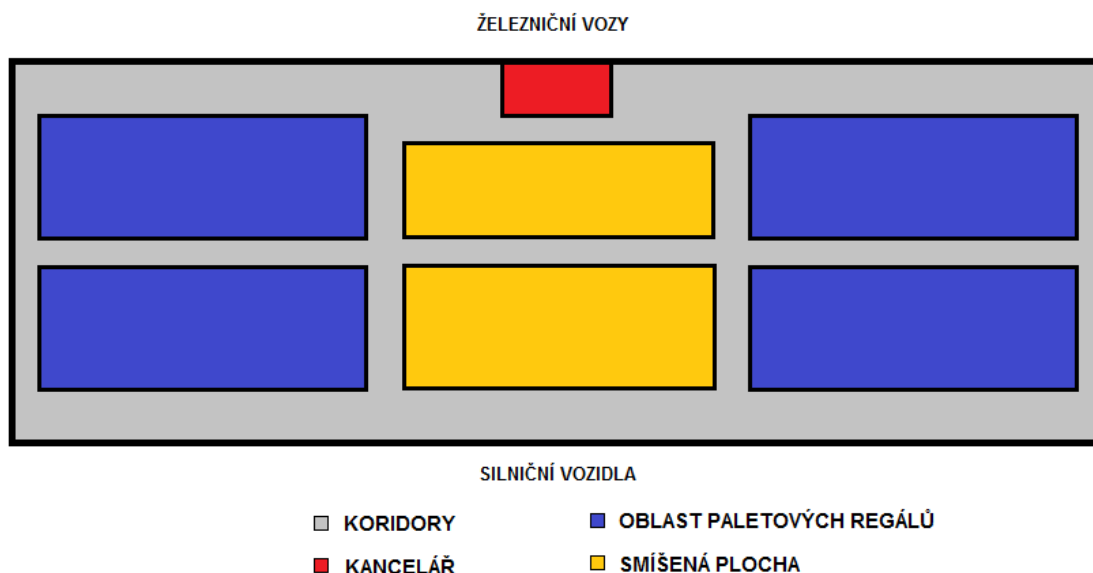 ŽELEZNIČNÍ VOZY
SILNIČNÍ VOZIDLA
KORIDORY
OBLAST PALETOVÝCH REGÁLŮ
KANCELÁŘ
SMÍŠENÁ PLOCHA